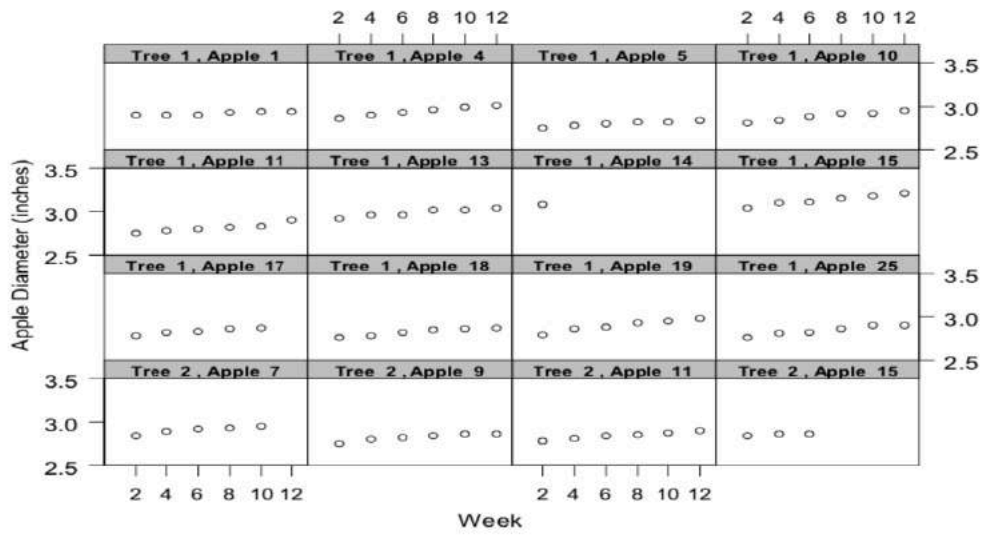 2 4 6 8 10 12 2 4 6 8 10 12
Tree 1 , Apple 1 Tree 1 , Apple 4 Tree 1 , Apple 5 Tree 1 , Apple 10
3.5
3.0
2.5
Tree 1 , Apple 11 Tree 1 , Apple 13 Tree 1 , Apple 14 Tree 1 , Apple 15
3.5
3.0
2.5
Tree 1 , Apple 17 Tree 1 , Apple 18 Tree 1 , Apple 19 Tree 1 , Apple 25
3.5
3.0
2.5
Tree 2 , Apple 7 Tree 2 , Apple 9 Tree 2 , Apple 11 Tree 2 , Apple 15
3.5
3.0
2.5
2 4 6 8 10 12 2 4 6 8 10 12
Apple Diameter (inches)
Week